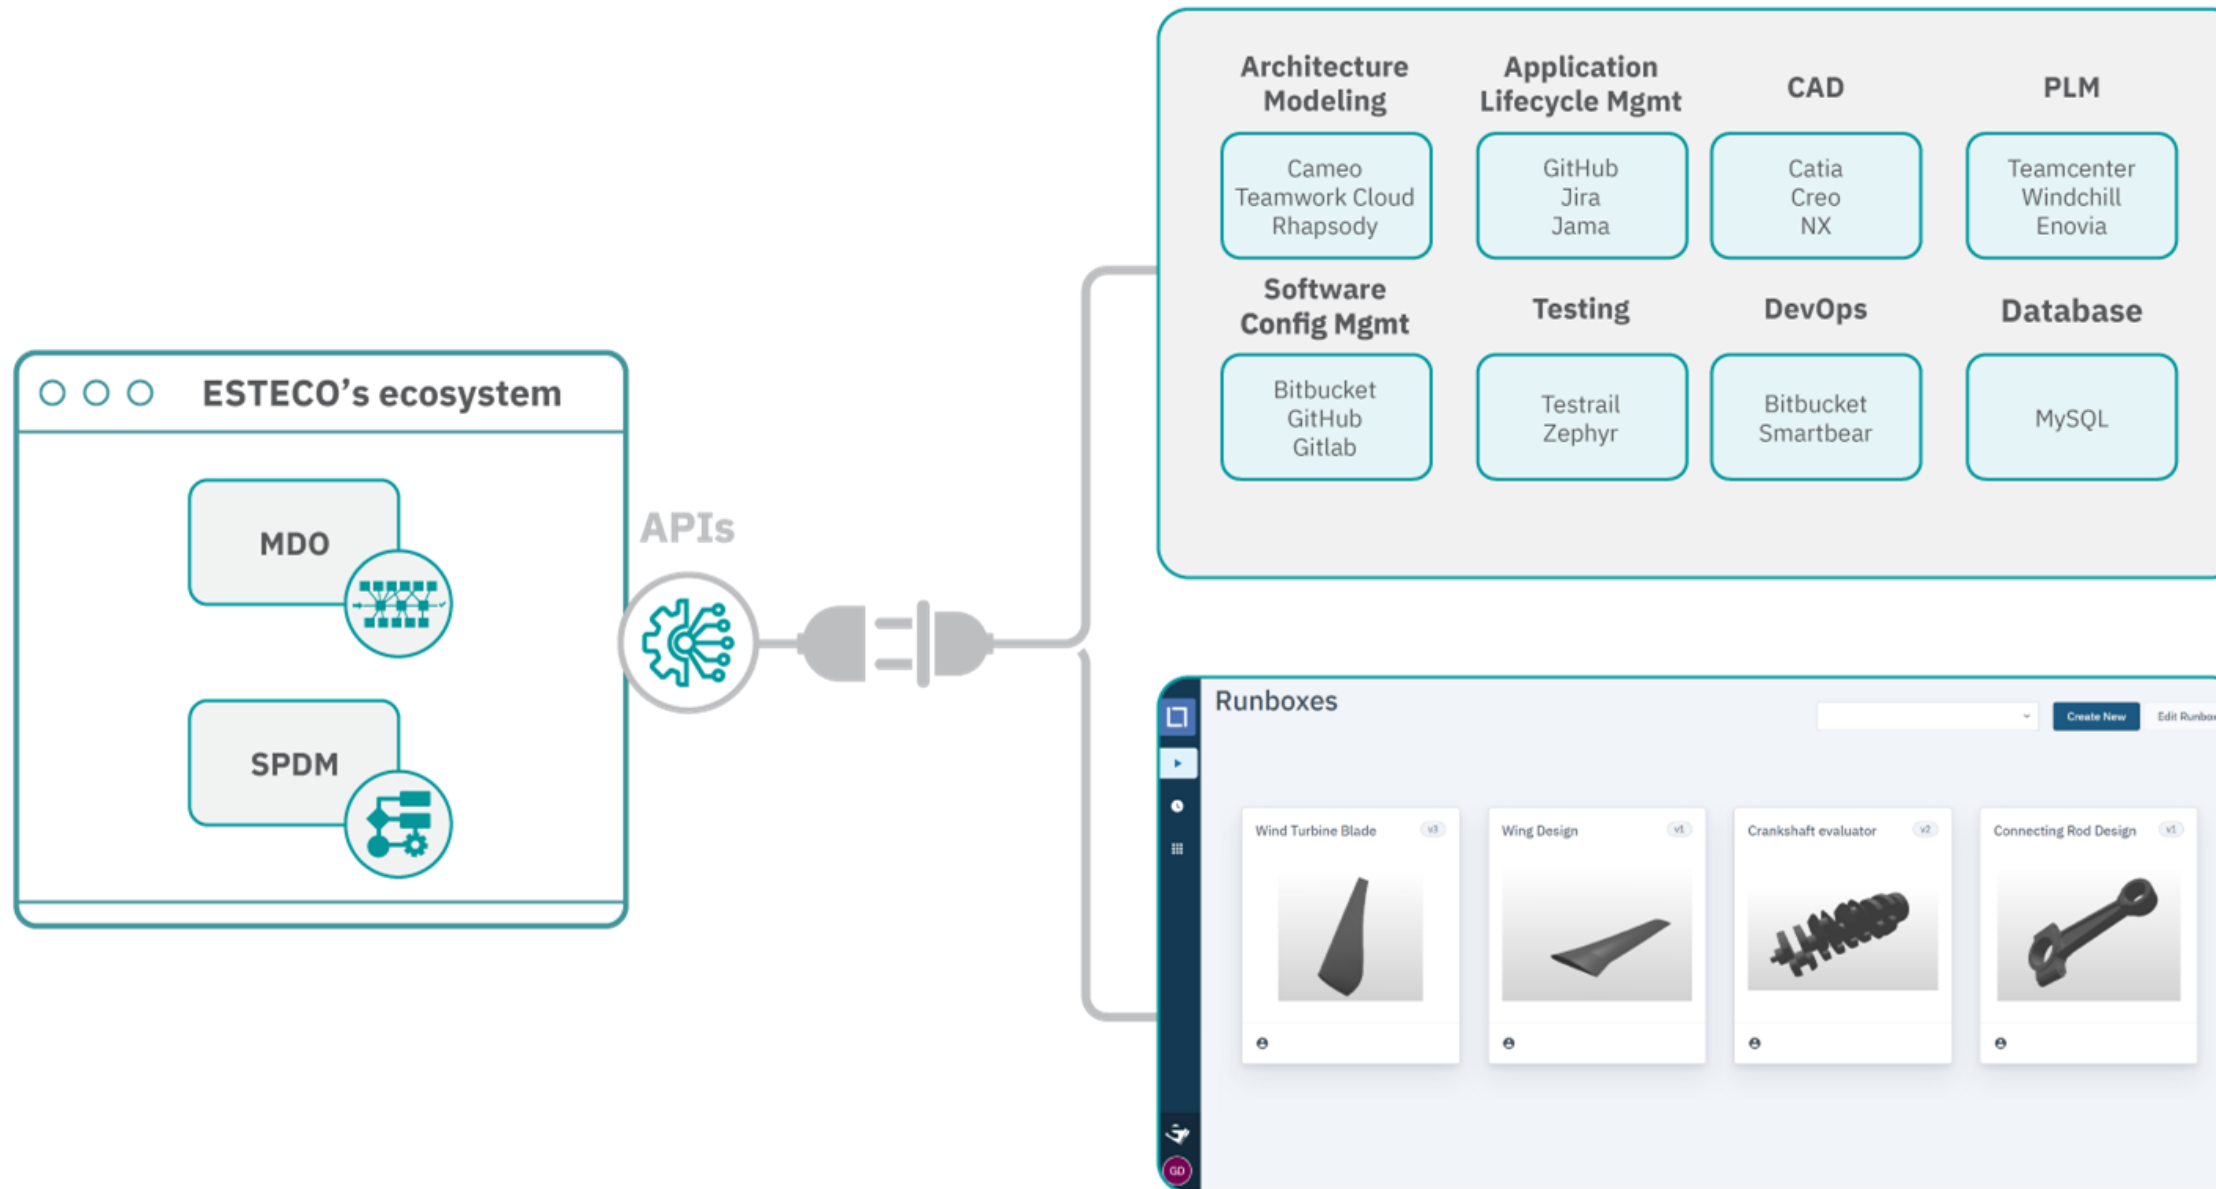 ESTECO's ecosystem
MDO
SPDM
APIs
Architecture
Modeling
Cameo
Teamwork Cloud
Rhapsody
Application
Lifecycle Mgmt
GitHub
Jira
Jama
CAD
Catia
Creo
NX
PLM
Teamcenter
Windchill
Enovia
Software
Config Mgmt
Bitbucket
GitHub
Gitlab
Testing
Testrail
Zephyr
DevOps
Bitbucket
Smartbear
Database
MySQL
Runboxes
Create New
Edit Runbox
Wind Turbine Blade v3
Wing Design v1
Crankshaft evaluator v2
Connecting Rod Design v1
GD